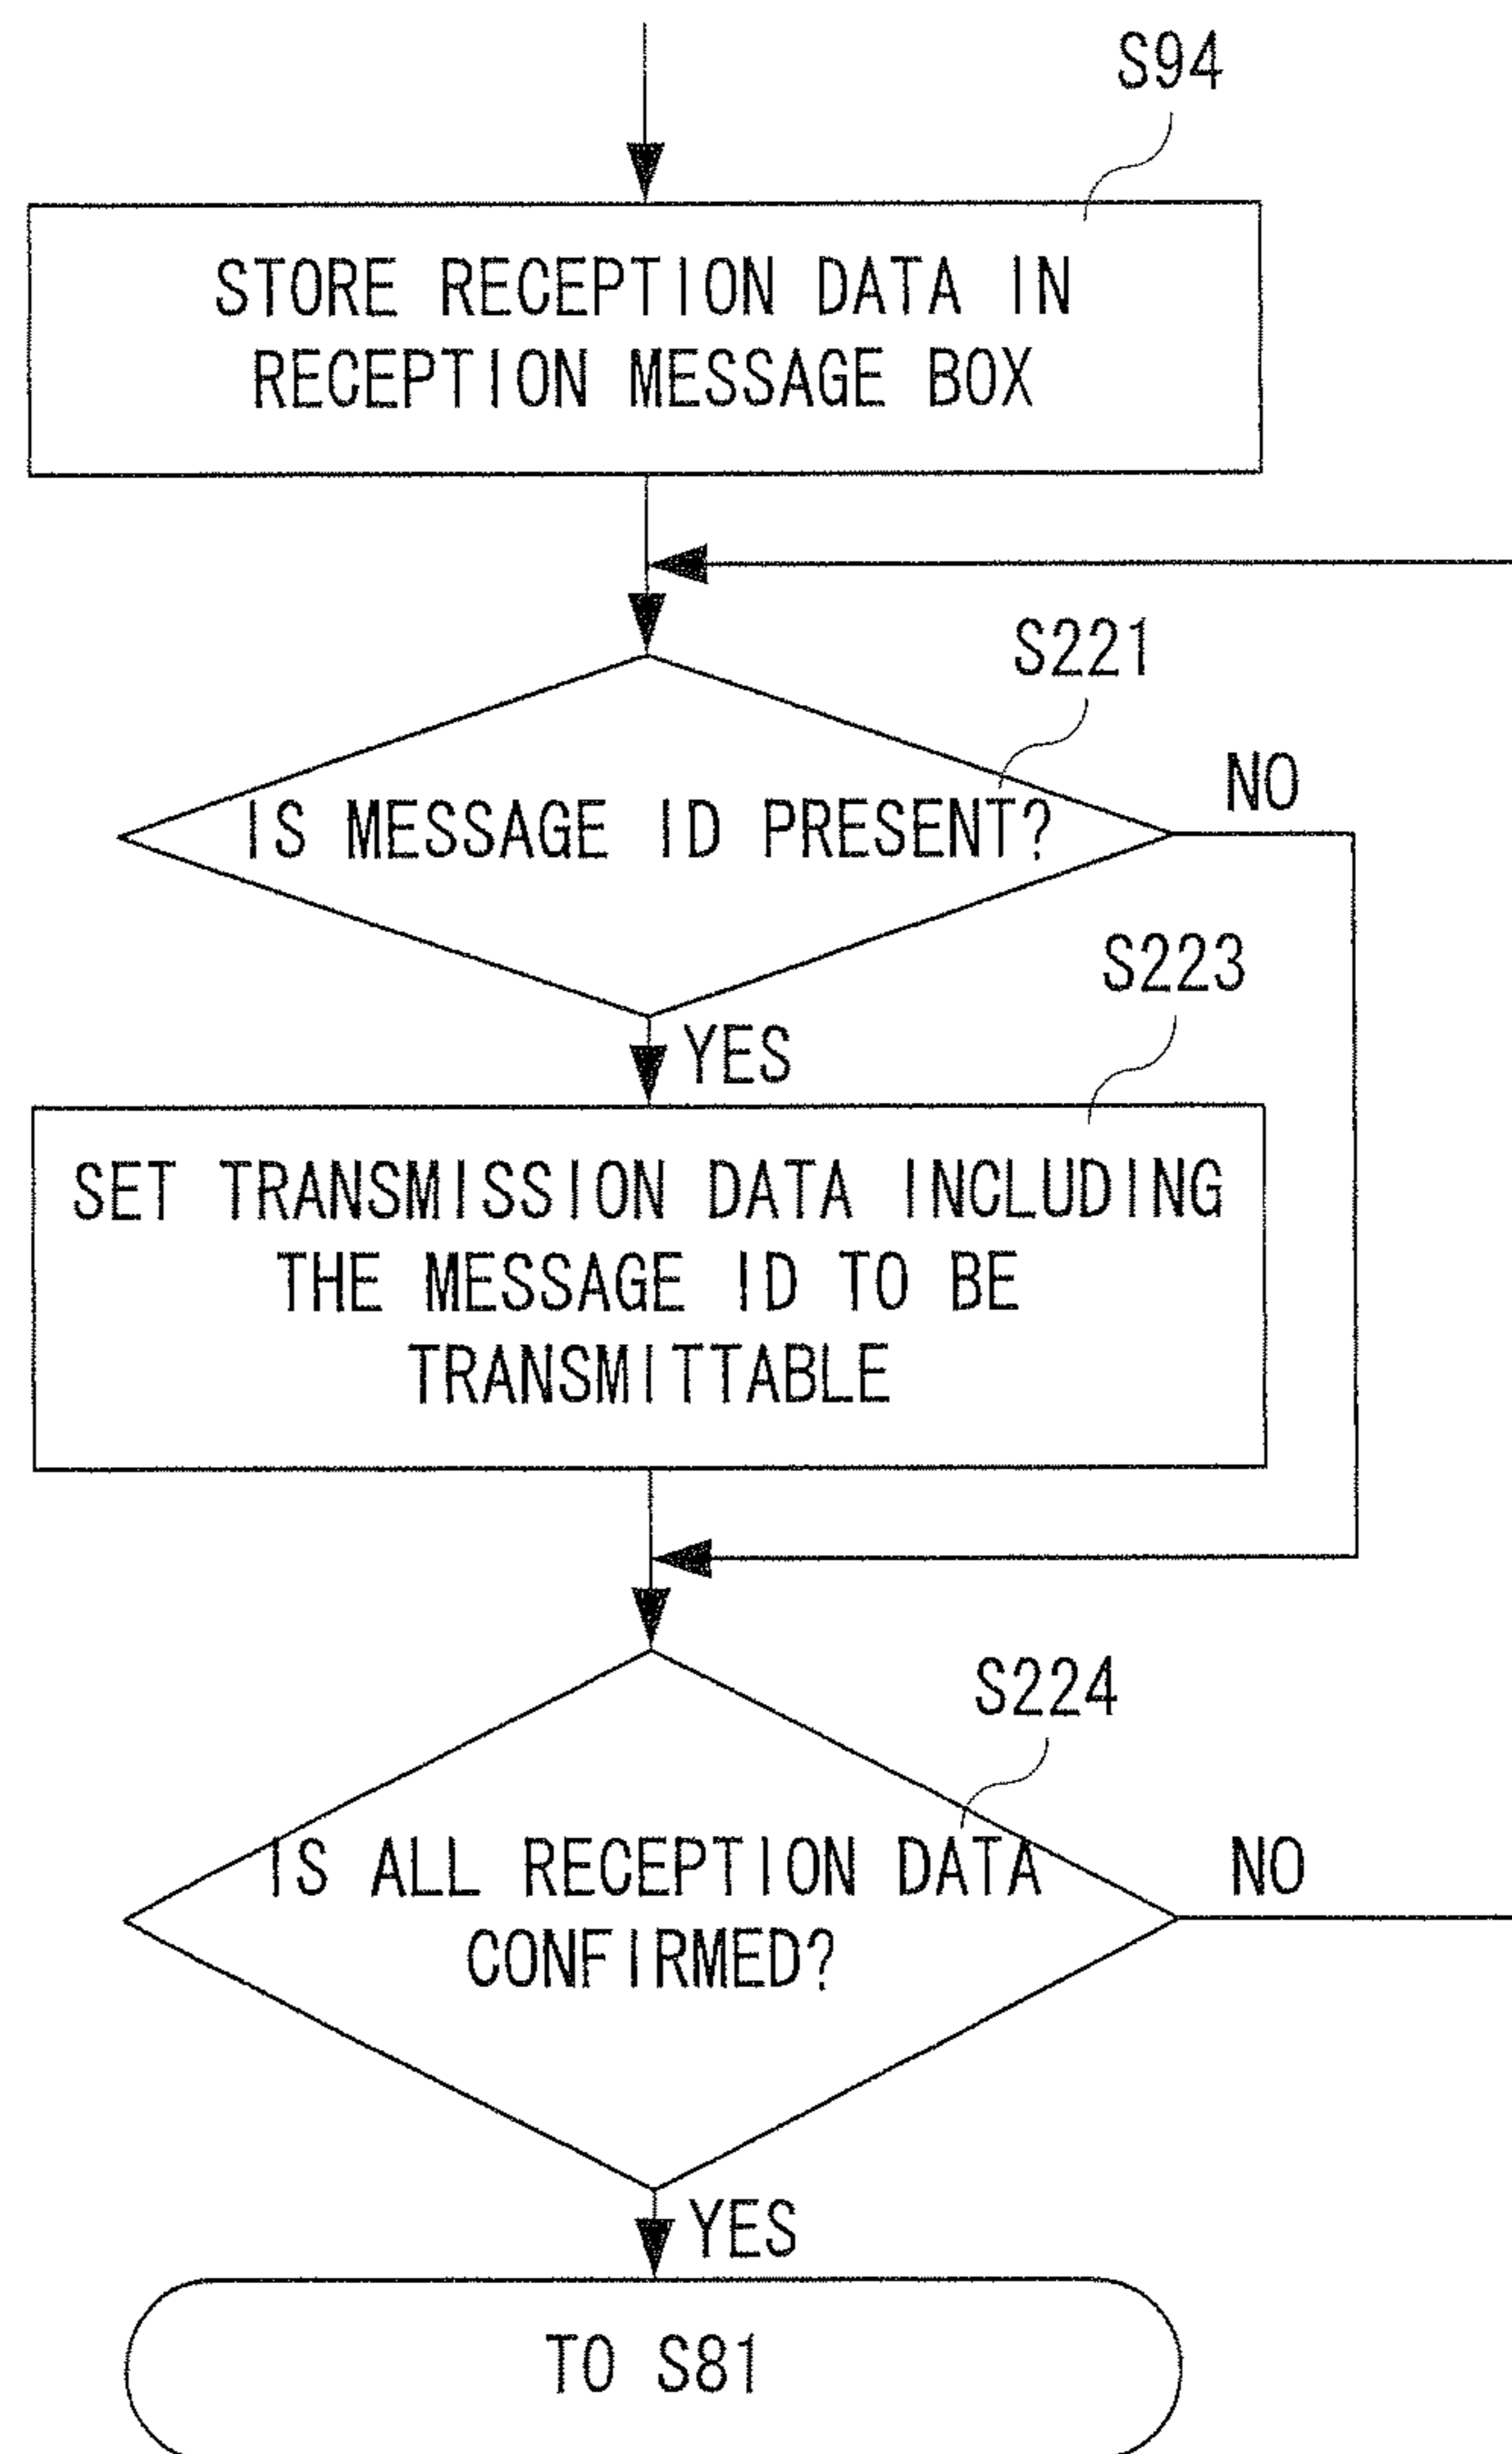 S94
STORE RECEPTION DATA IN
RECEPTION MESSAGE BOX
S221
IS MESSAGE ID PRESENT?
NO
S223
YES
SET TRANSMISSION DATA INCLUDING
THE MESSAGE ID TO BE
TRANSMITTABLE
S224
IS ALL RECEPTION DATA
CONFIRMED?
NO
YES
TO S81